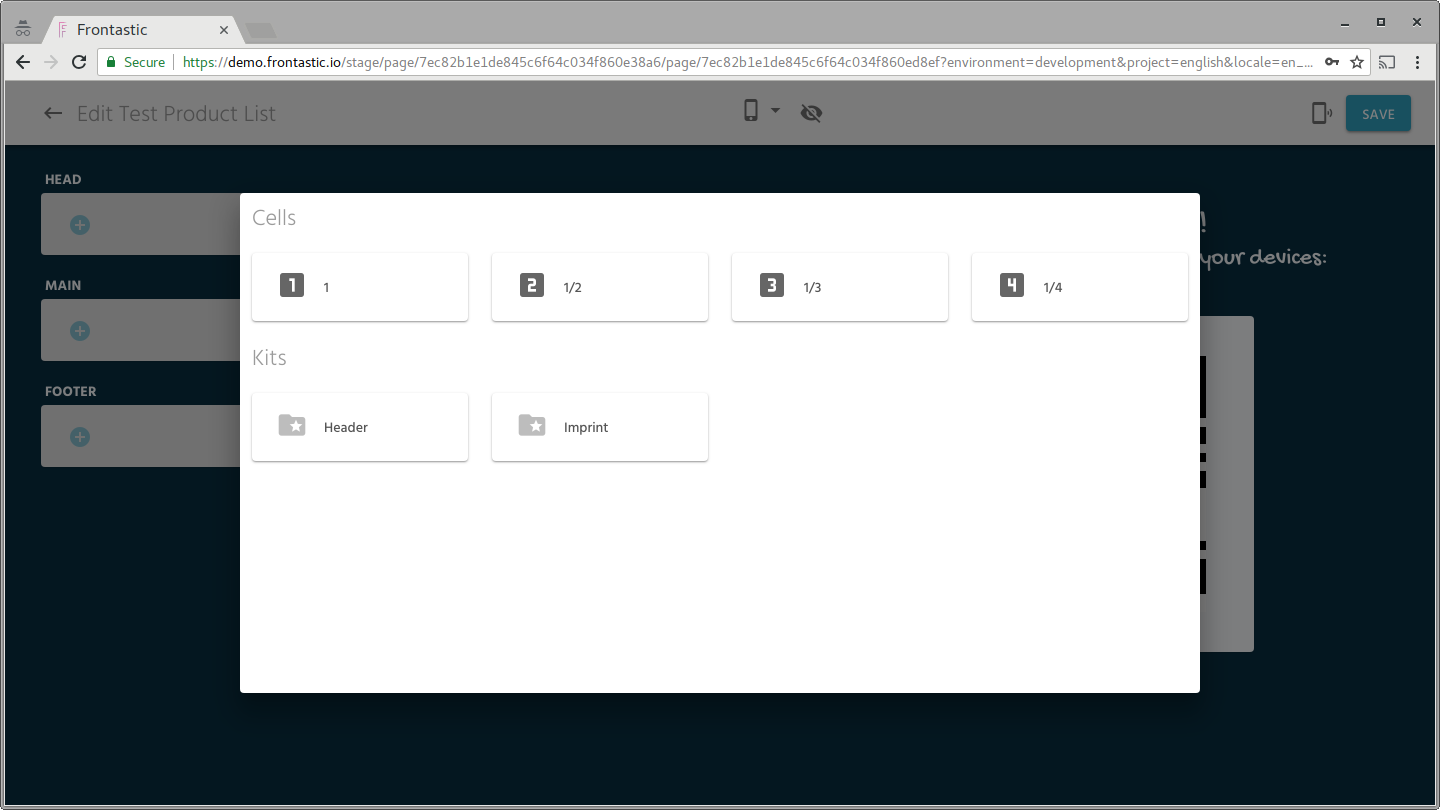 Frontastic
Secure
https://demo.frontastic.io/stage/page/7ec82b1e1de845c6f64c034f860e38a6/page/7ec82b1e1de845c6f64c034f860ed8ef?environment=development&project=english&locale=en_...
Edit Test Product List
SAVE
HEAD
MAIN
FOOTER
!
your devices:
Cells
1 1
2 1/2
3 1/3
4 1/4
Kits
Header
Imprint